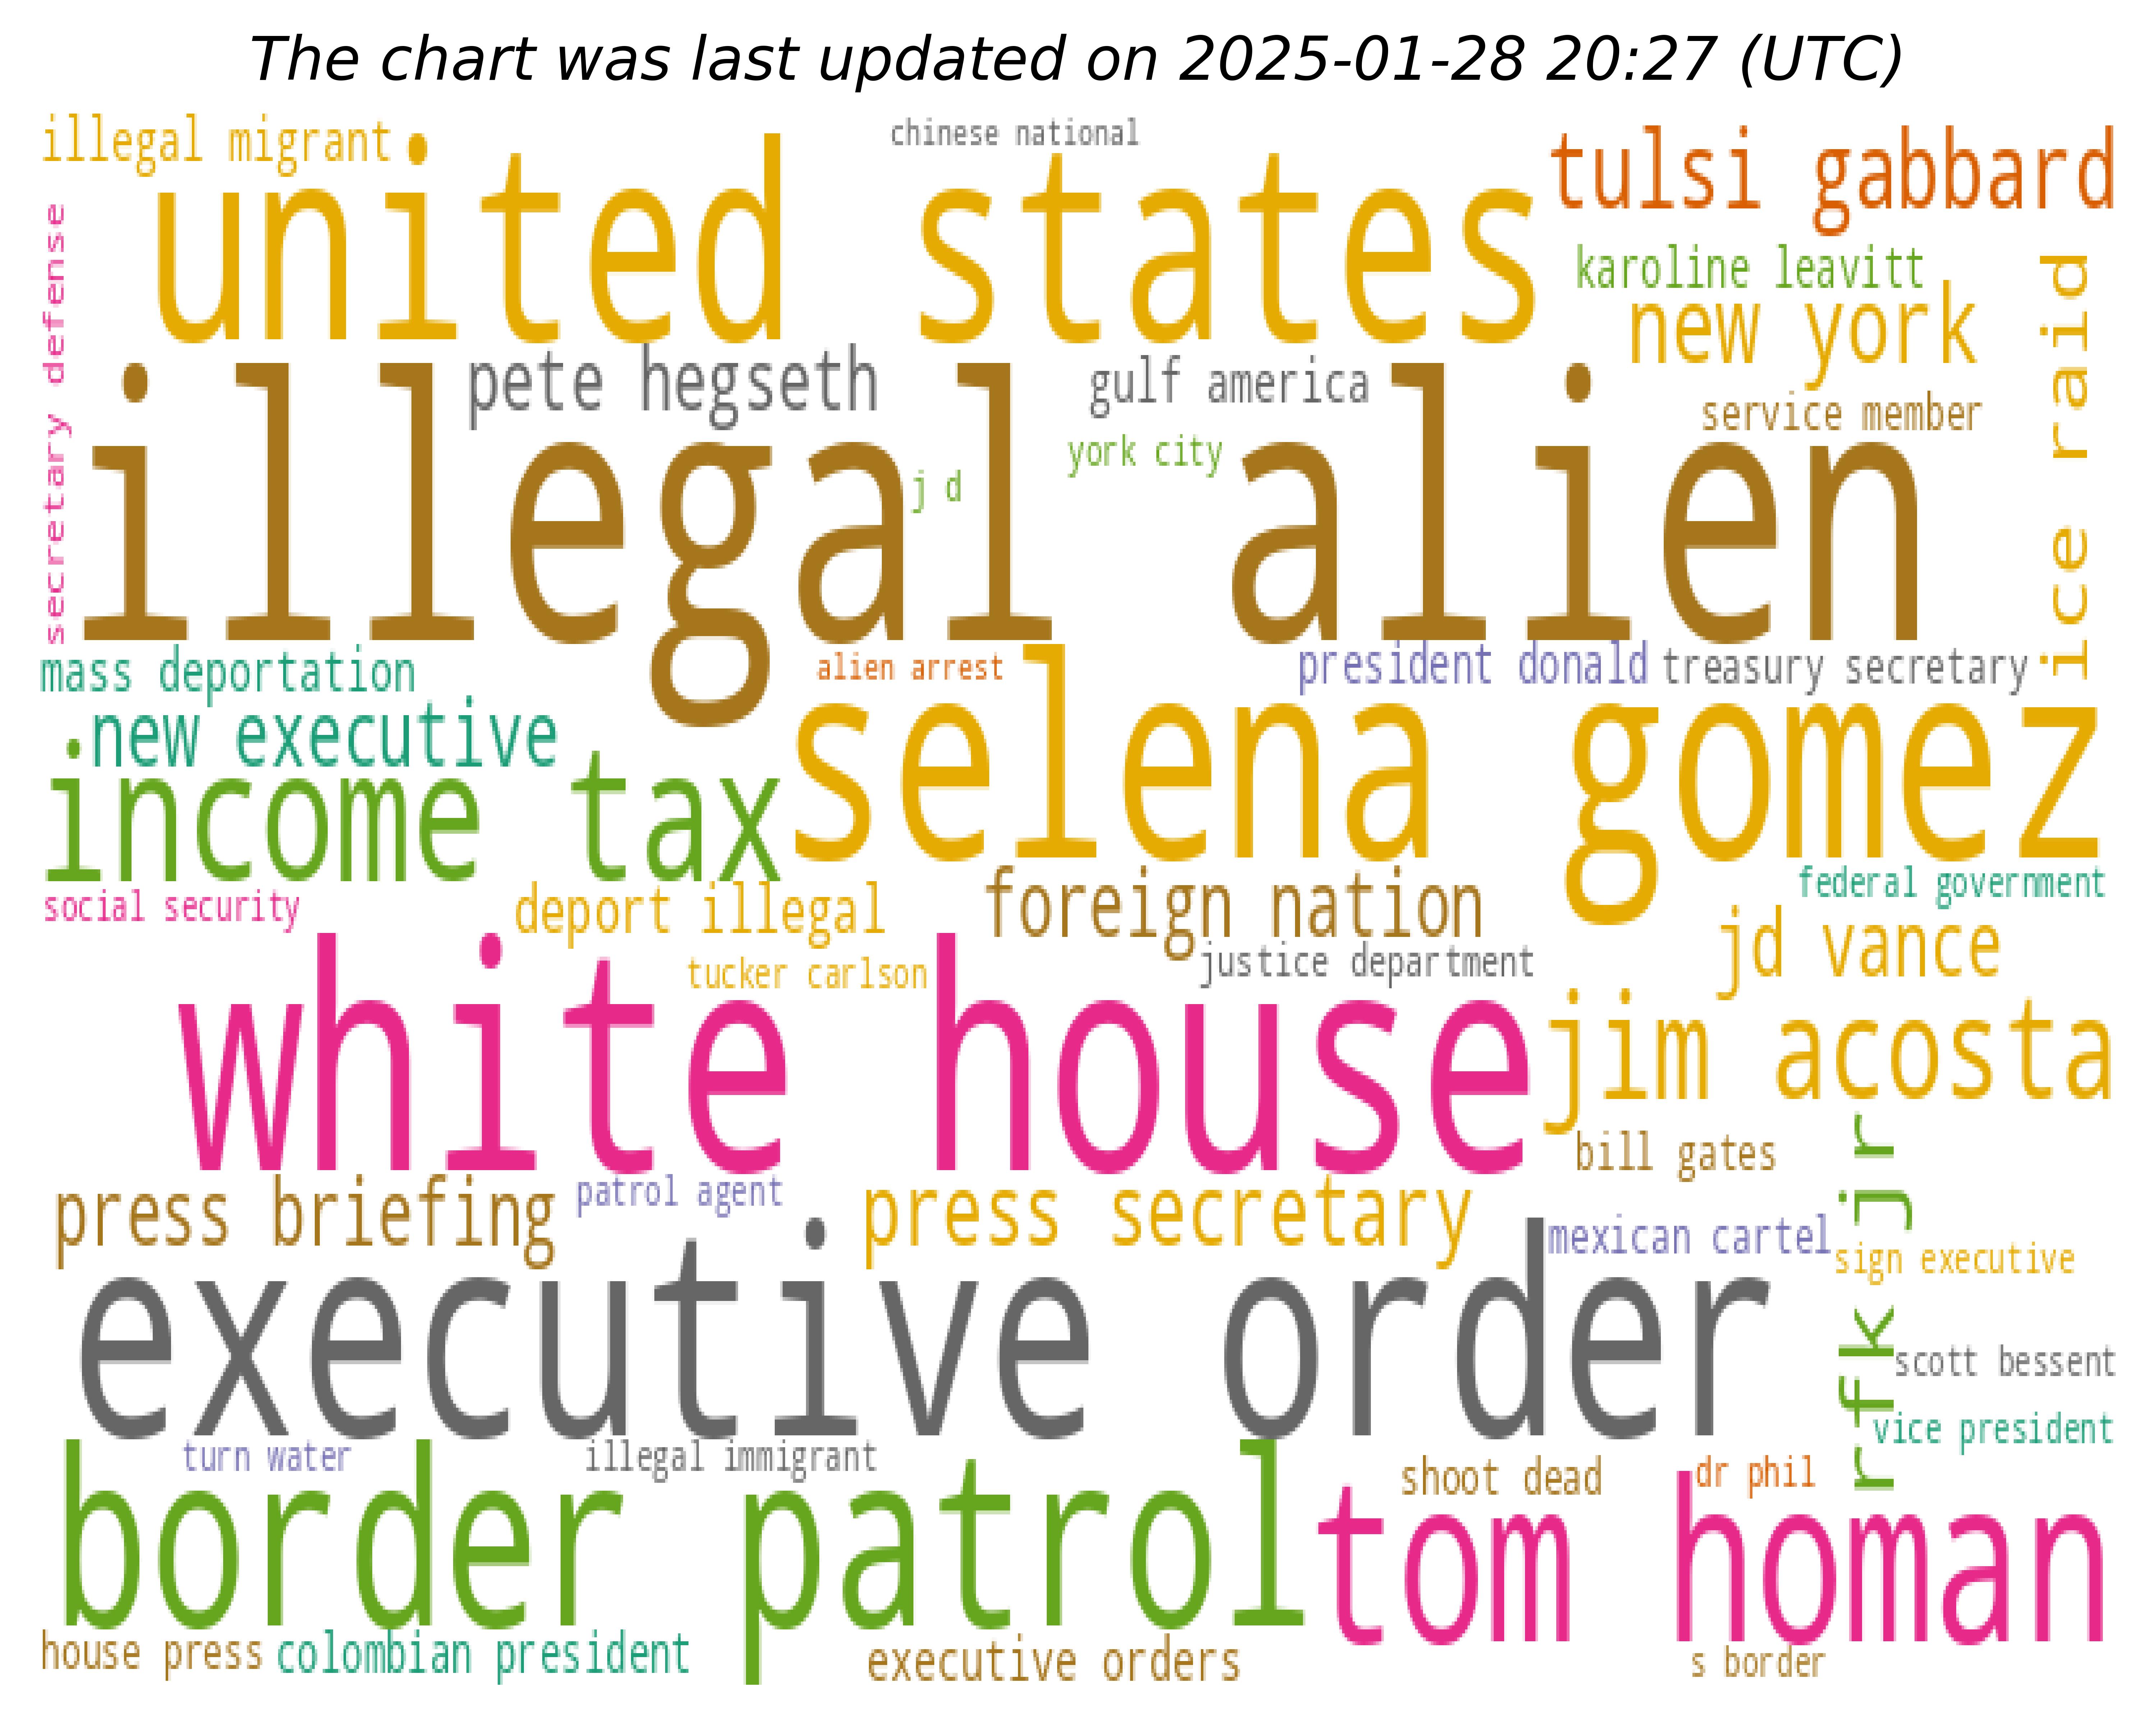 The chart was last updated on 2025-01-28 20:27 (UTC)
illegal migrant
chinese national
tulsi gabbard
united states
secretary defense
karoline leavitt
new york
ice raid
pete hegseth
gulf america
service member
york city
j d
illegal alien
mass deportation
alien arrest
president donald
treasury secretary
new executive
selena gomez
income tax
social security
deport illegal
foreign nation
federal government
jd vance
tucker carlson
justice department
white house
jim acosta
bill gates
rfk jr
press briefing
patrol agent
press secretary
mexican cartel
sign executive
executive order
scott bessent
vice president
turn water
illegal immigrant
shoot dead
dr phil
border patrol
tom homan
house press
colombian president
executive orders
s border